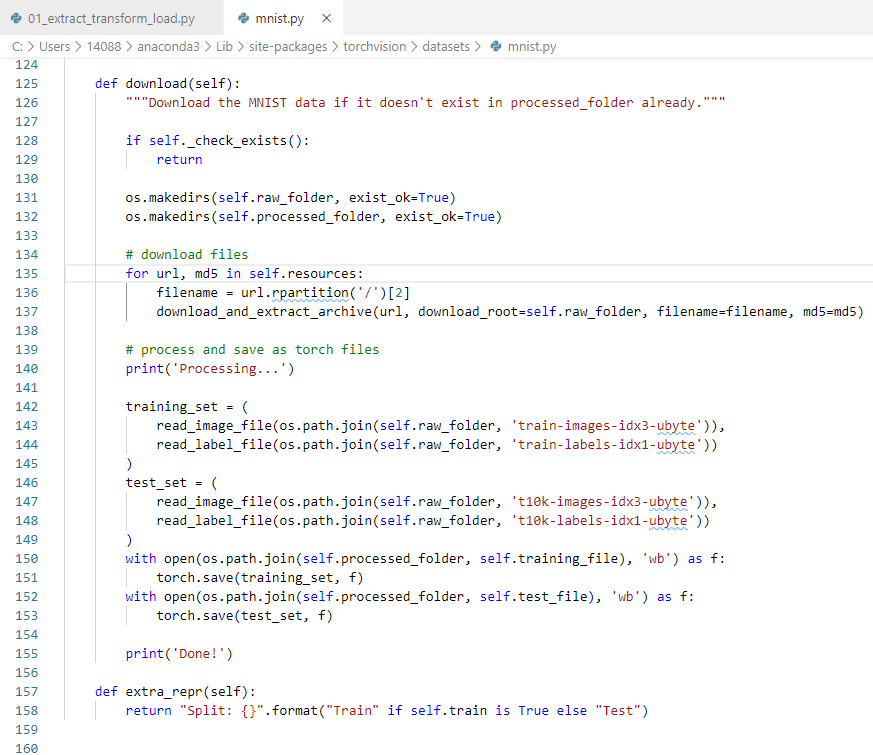 01_extract_transform_load.py mnist.py ×
C: > Users > 14088 > anaconda3 > Lib > site-packages > torchvision > datasets > mnist.py
124
125     def download(self):
126         """Download the MNIST data if it doesn't exist in processed_folder already."""
127
128         if self._check_exists():
129             return
130
131         os.makedirs(self.raw_folder, exist_ok=True)
132         os.makedirs(self.processed_folder, exist_ok=True)
133
134         # download files
135         for url, md5 in self.resources:
136             filename = url.rpartition('/')[2]
137             download_and_extract_archive(url, download_root=self.raw_folder, filename=filename, md5=md5)
138
139         # process and save as torch files
140         print('Processing...')
141
142         training_set = (
143             read_image_file(os.path.join(self.raw_folder, 'train-images-idx3-ubyte')),
144             read_label_file(os.path.join(self.raw_folder, 'train-labels-idx1-ubyte'))
145         )
146         test_set = (
147             read_image_file(os.path.join(self.raw_folder, 't10k-images-idx3-ubyte')),
148             read_label_file(os.path.join(self.raw_folder, 't10k-labels-idx1-ubyte'))
149         )
150         with open(os.path.join(self.processed_folder, self.training_file), 'wb') as f:
151             torch.save(training_set, f)
152         with open(os.path.join(self.processed_folder, self.test_file), 'wb') as f:
153             torch.save(test_set, f)
154
155         print('Done!')
156
157     def extra_repr(self):
158         return "Split: {}".format("Train" if self.train is True else "Test")
159
160